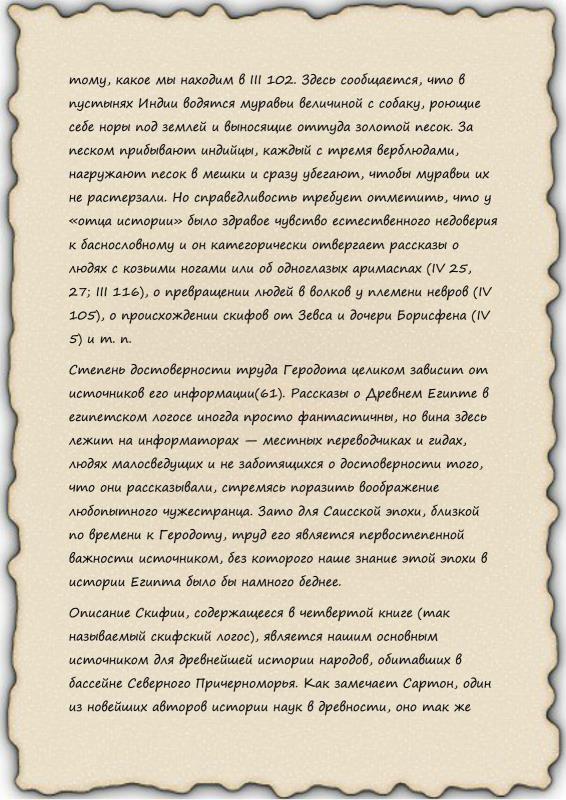 тому, какое мы находим в III 102. Здесь сообщается, что в
пустынях Индии водятся муравьи величиной с собаку, роющие
себе норы под землей и выносящие оттуда золотой песок. За
песком прибывают индийцы, каждый с тремя верблюдами,
нагружают песок в мешки и сразу убегают, чтобы муравьи их
не растерзали. Но справедливость требует отметить, что у
«отца истории» было здравое чувство естественного недоверия
к баснословному и он категорически отвергает рассказы о
людях с козьими ногами или об одноглазых аримаспах (IV 25,
27; III 116), о превращении людей в волков у племени невров (IV
105), о происхождении скифов от Зевса и дочери Борисфена (IV
5) и т. п.
Степень достоверности труда Геродота целиком зависит от
источников его информации(61). Рассказы о Древнем Египте в
египетском логосе иногда просто фантастичны, но вина здесь
лежит на информаторах — местных переводчиках и гидах,
людях малосведущих и не заботящихся о достоверности того,
что они рассказывали, стремясь поразить воображение
любопытного чужестранца. Зато для Саисской эпохи, близкой
по времени к Геродоту, труд его является первостепенной
важности источником, без которого наше знание этой эпохи в
истории Египта было бы намного беднее.
Описание Скифии, содержащееся в четвертой книге (так
называемый скифский логос), является нашим основным
источником для древнейшей истории народов, обитавших в
бассейне Северного Причерноморья. Как замечает Сартон, один
из новейших авторов истории наук в древности, оно так же